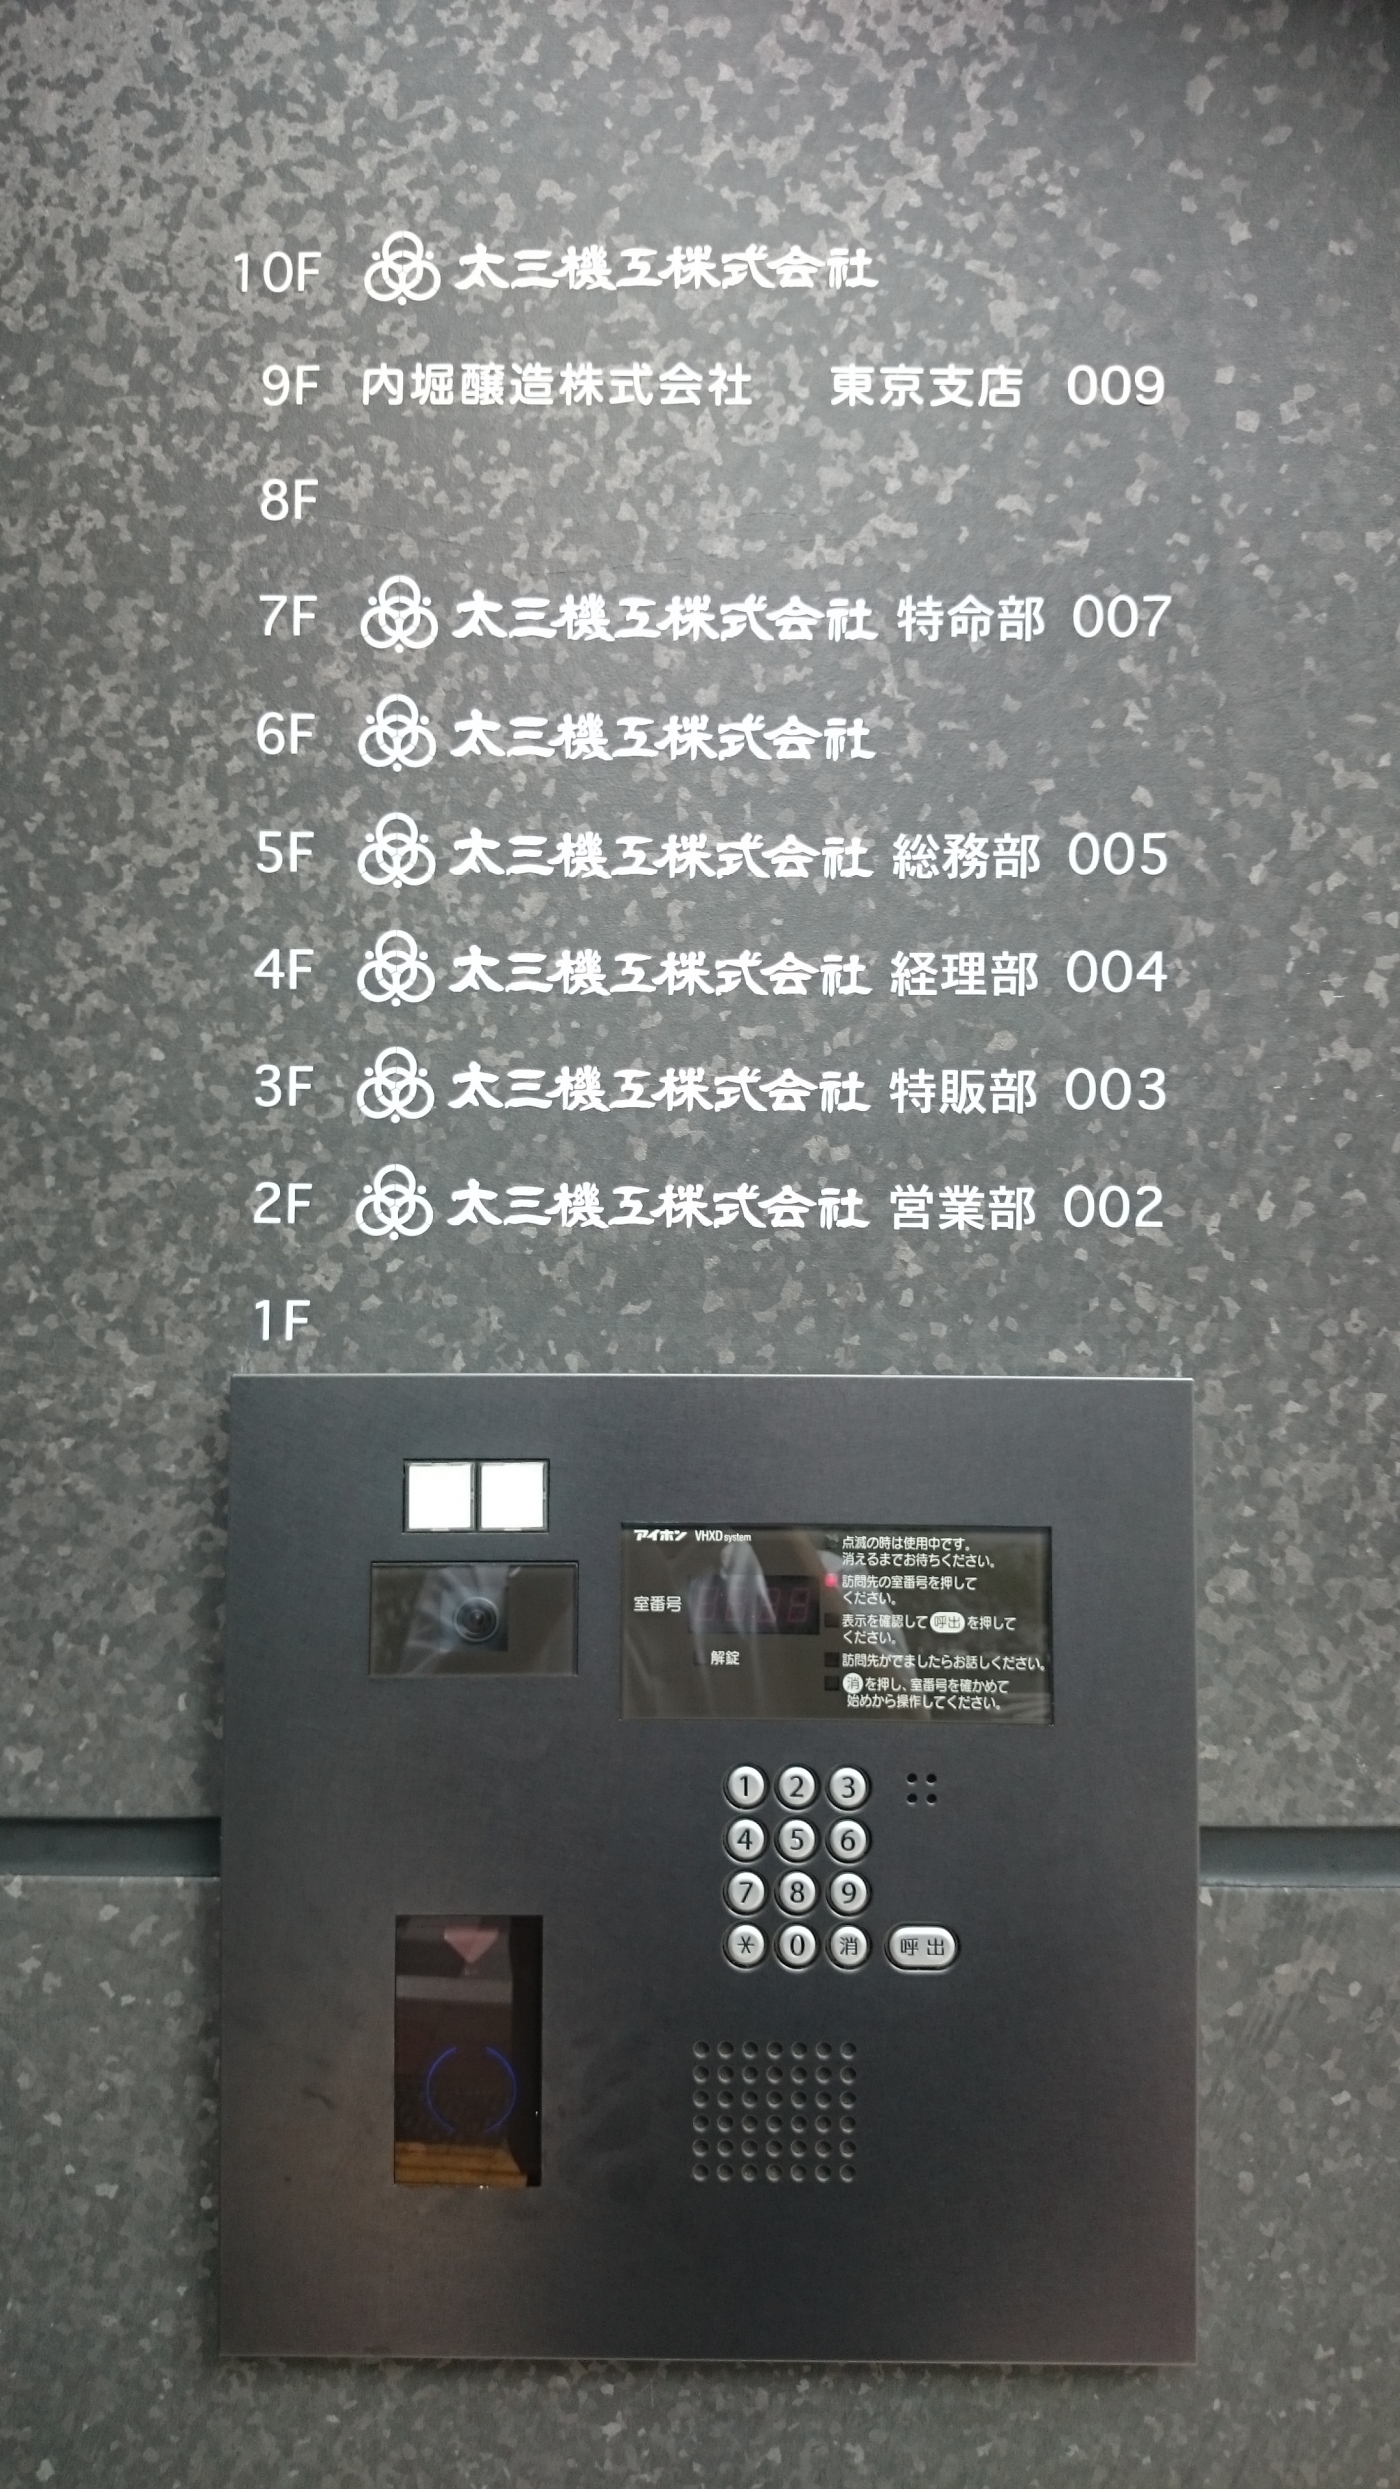 10F 太三機工株式会社
9F 内堀醸造株式会社 東京支店 009
8F
7F 太三機工株式会社 特命部 007
6F 太三機工株式会社
5F 太三機工株式会社 総務部 005
4F 太三機工株式会社 経理部 004
3F 太三機工株式会社 特販部 003
2F 太三機工株式会社 営業部 002
1F
アイホン VHXD system
室番号
解錠
点滅の時は使用中です。
消えるまでお待ちください。
訪問先の室番号を押して
ください。
表示を確認して 呼出 を押して
ください。
訪問先がでましたらお話しください。
消 を押し、室番号を確かめて
始めから操作してください。
1 2 3
4 5 6
7 8 9
* 0 消 呼出